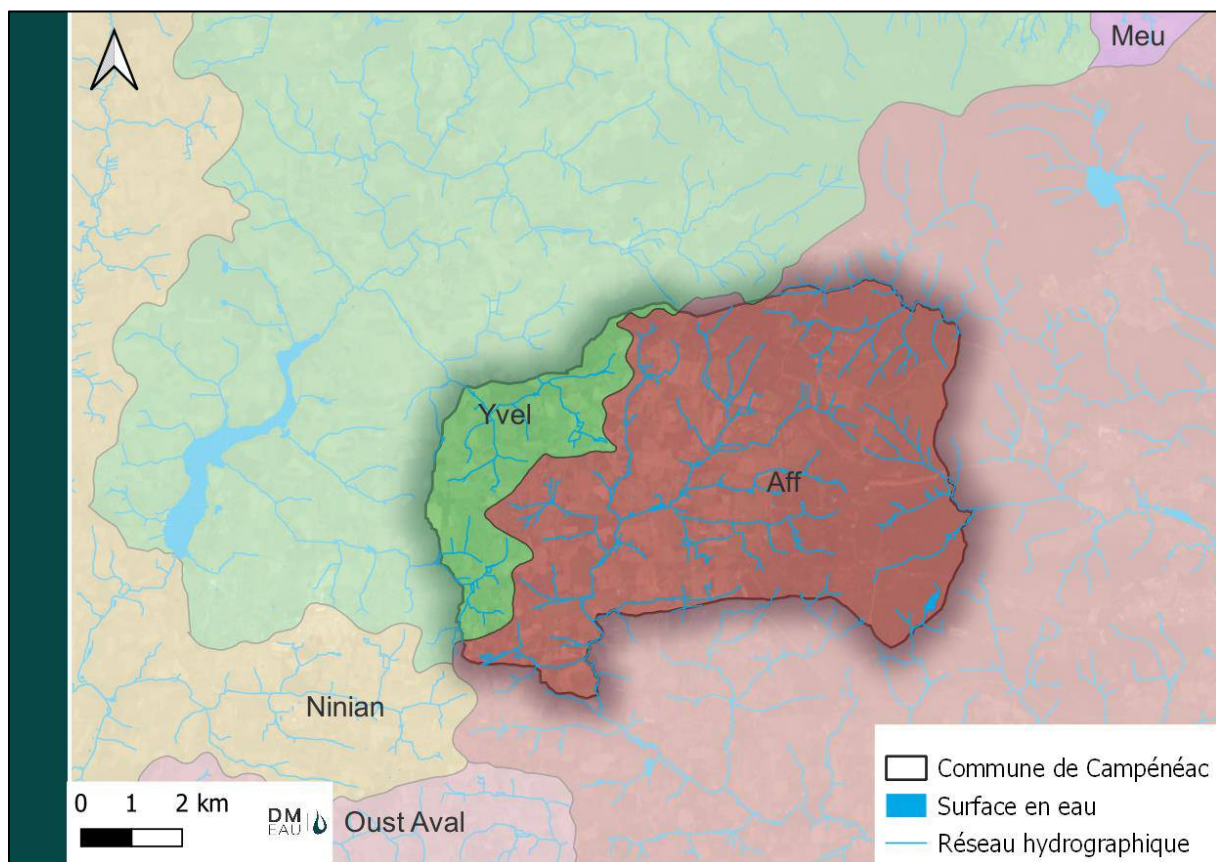 Meu
Yvel
Aff
Ninian
Oust Aval
0 1 2 km
DM
EAU
Commune de Campénéac
Surface en eau
Réseau hydrographique